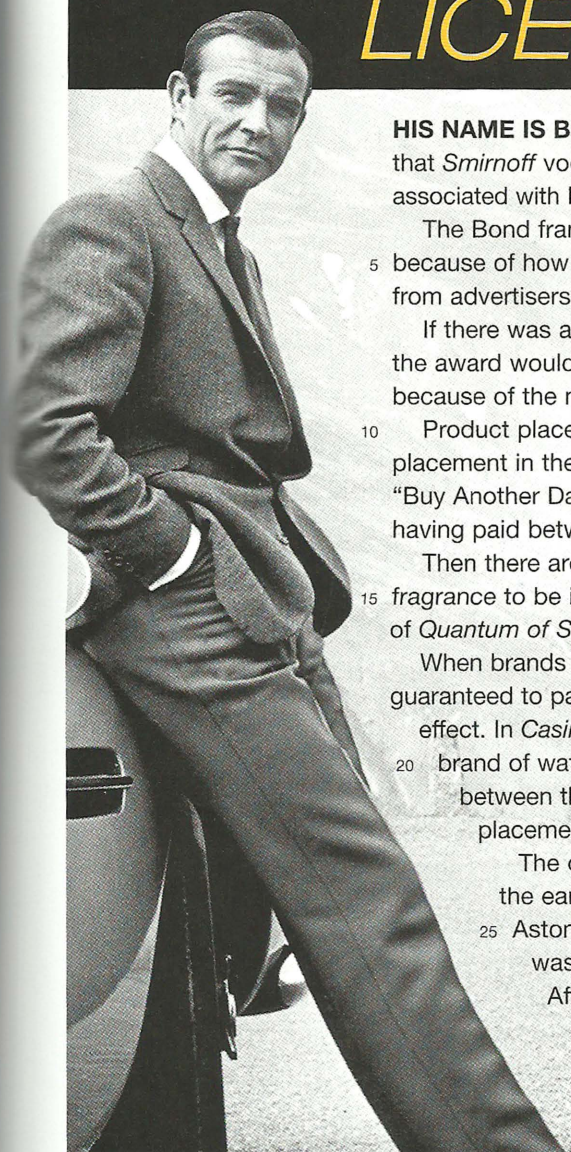 LICE
HIS NAME IS B
that Smirnoff vo
associated with
The Bond fra
5 because of how
from advertisers
If there was a
the award would
because of the
10 Product place
placement in the
"Buy Another Da
having paid betw
Then there are
15 fragrance to be i
of Quantum of S
When brands
guaranteed to pa
effect. In Casi
20 brand of wa
between th
placeme
The
the ear
25 Aston
was
Af